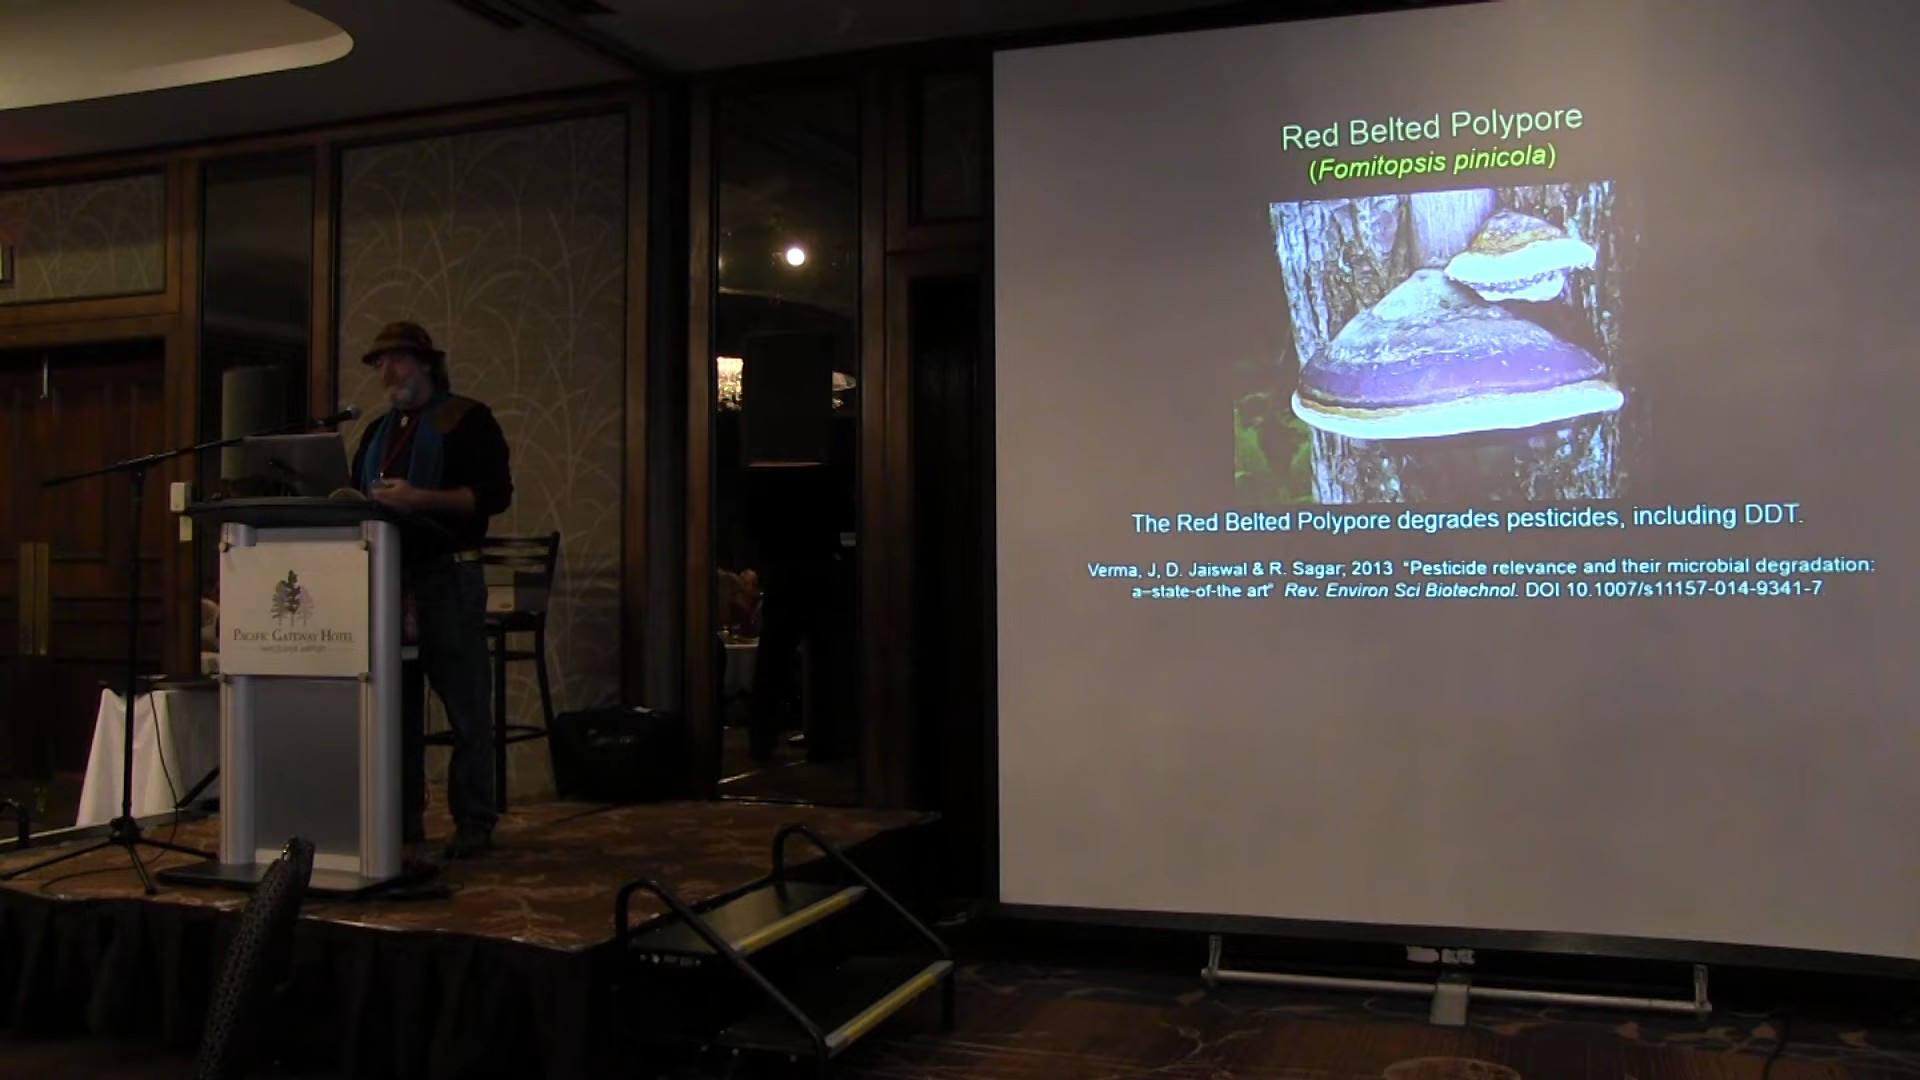 Red Belted Polypore
(Fomitopsis pinicola)
The Red Belted Polypore degrades pesticides, including DDT.
Verma, J, D. Jaiswal & R. Sagar; 2013 "Pesticide relevance and their microbial degradation:
a-state-of-the art" Rev. Environ Sci Biotechnol. DOI 10.1007/s11157-014-9341-7
PACIFIC GATEWAY HOTEL
VANCOUVER AIRPORT